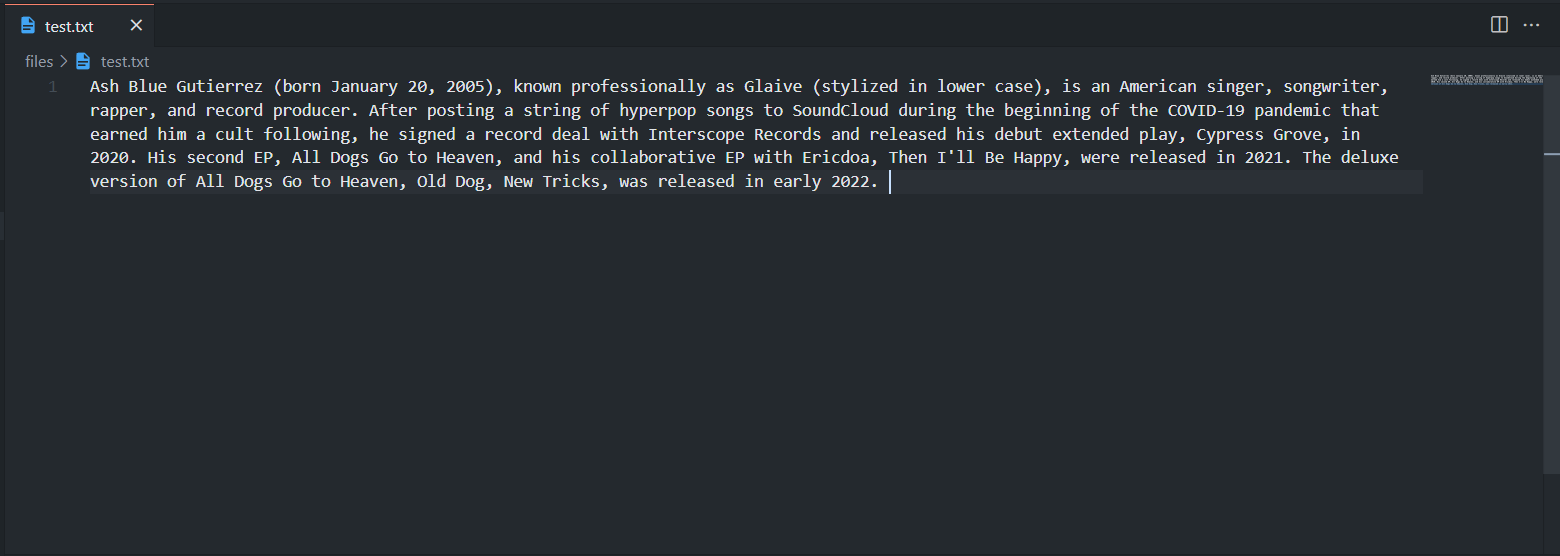 test.txt
files > test.txt
1 Ash Blue Gutierrez (born January 20, 2005), known professionally as Glaive (stylized in lower case), is an American singer, songwriter,
rapper, and record producer. After posting a string of hyperpop songs to SoundCloud during the beginning of the COVID-19 pandemic that
earned him a cult following, he signed a record deal with Interscope Records and released his debut extended play, Cypress Grove, in
2020. His second EP, All Dogs Go to Heaven, and his collaborative EP with Ericdoa, Then I'll Be Happy, were released in 2021. The deluxe
version of All Dogs Go to Heaven, Old Dog, New Tricks, was released in early 2022.